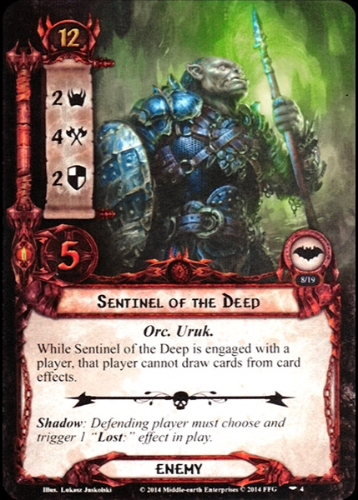 12
2
4
2
5
8/19
SENTINEL OF THE DEEP
Orc. Uruk.
While Sentinel of the Deep is engaged with a
player, that player cannot draw cards from card
effects.
Shadow: Defending player must choose and
trigger 1 “Lost:” effect in play.
ENEMY
Illus. Lukasz Jaskolski
© 2014 Middle-earth Enterprises © 2014 FFG
4